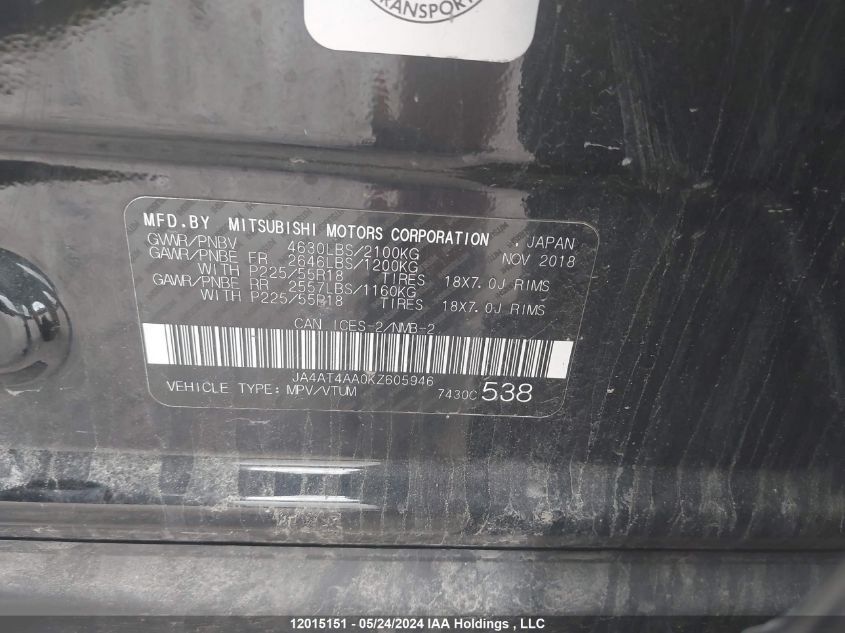 TRANSPORT
MFD.BY MITSUBISHI MOTORS CORPORATION , JAPAN
GVWR/PNBV 4630LBS/2100KG NOV 2018
GAWR/PNBE FR 2646LBS/1200KG
WITH P225/55R18 TIRES 18X7.0J RIMS
GAWR/PNBE RR 2557LBS/1160KG
WITH P225/55R18 TIRES 18X7.0J RIMS
CAN ICES-2/NMB-2
JA4AT4AA0KZ605946
VEHICLE TYPE: MPV/VTUM 7430C 538
12015151 - 05/24/2024 IAA Holdings , LLC